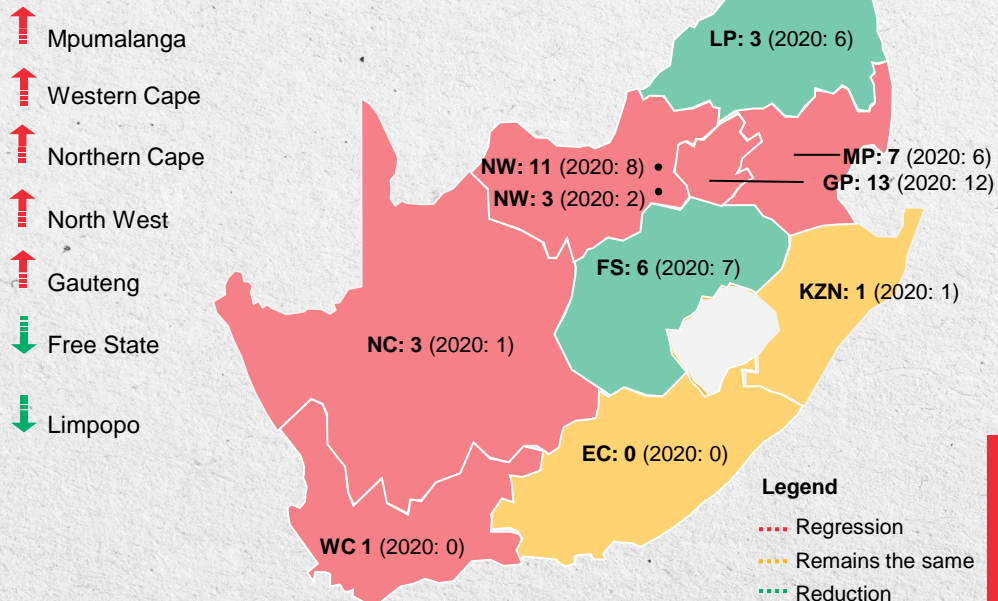 Mpumalanga
Western Cape
Northern Cape
North West
Gauteng
Free State
Limpopo
LP: 3 (2020: 6)
NW: 11 (2020: 8)
NW: 3 (2020: 2)
MP: 7 (2020: 6)
GP: 13 (2020: 12)
FS: 6 (2020: 7)
KZN: 1 (2020: 1)
NC: 3 (2020: 1)
EC: 0 (2020: 0)
WC 1 (2020: 0)
Legend
Regression
Remains the same
Reduction